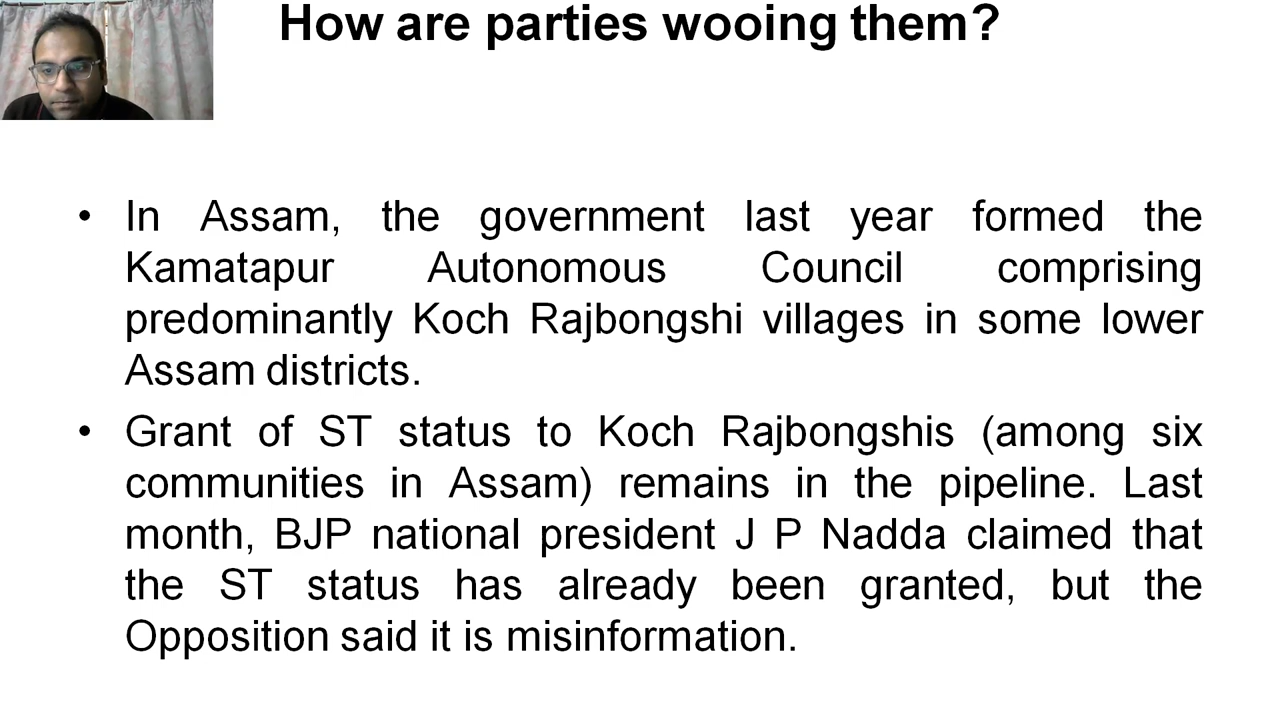 How are parties wooing them?
• In Assam, the government last year formed the
Kamatapur Autonomous Council comprising
predominantly Koch Rajbongshi villages in some lower
Assam districts.
• Grant of ST status to Koch Rajbongshis (among six
communities in Assam) remains in the pipeline. Last
month, BJP national president J P Nadda claimed that
the ST status has already been granted, but the
Opposition said it is misinformation.